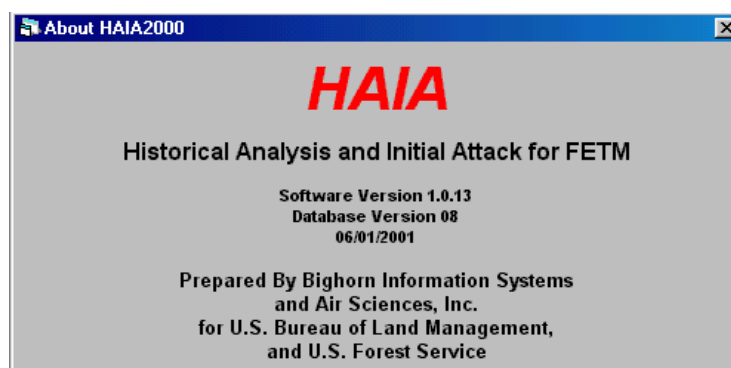 About HAIA2000
HAIA
Historical Analysis and Initial Attack for FETM
Software Version 1.0.13
Database Version 08
06/01/2001
Prepared By Bighorn Information Systems
and Air Sciences, Inc.
for U.S. Bureau of Land Management,
and U.S. Forest Service